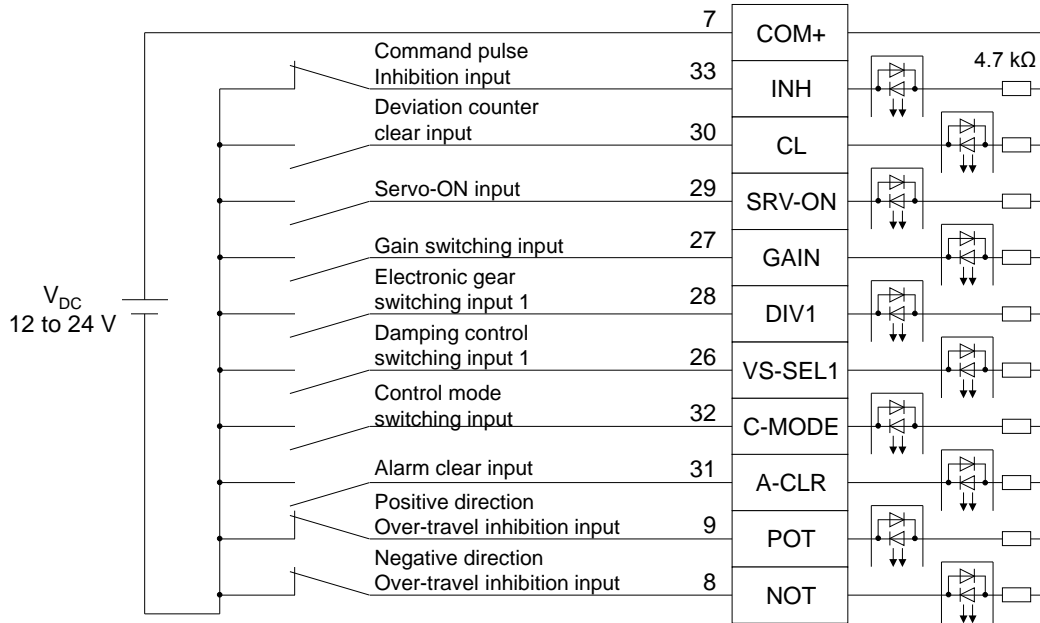 7
COM+
Command pulse
Inhibition input
33
INH
4.7 kΩ
Deviation counter
clear input
30
CL
Servo-ON input
29
SRV-ON
Gain switching input
27
GAIN
Electronic gear
switching input 1
28
DIV1
VDC
12 to 24 V
Damping control
switching input 1
26
VS-SEL1
Control mode
switching input
32
C-MODE
Alarm clear input
31
A-CLR
Positive direction
Over-travel inhibition input
9
POT
Negative direction
Over-travel inhibition input
8
NOT